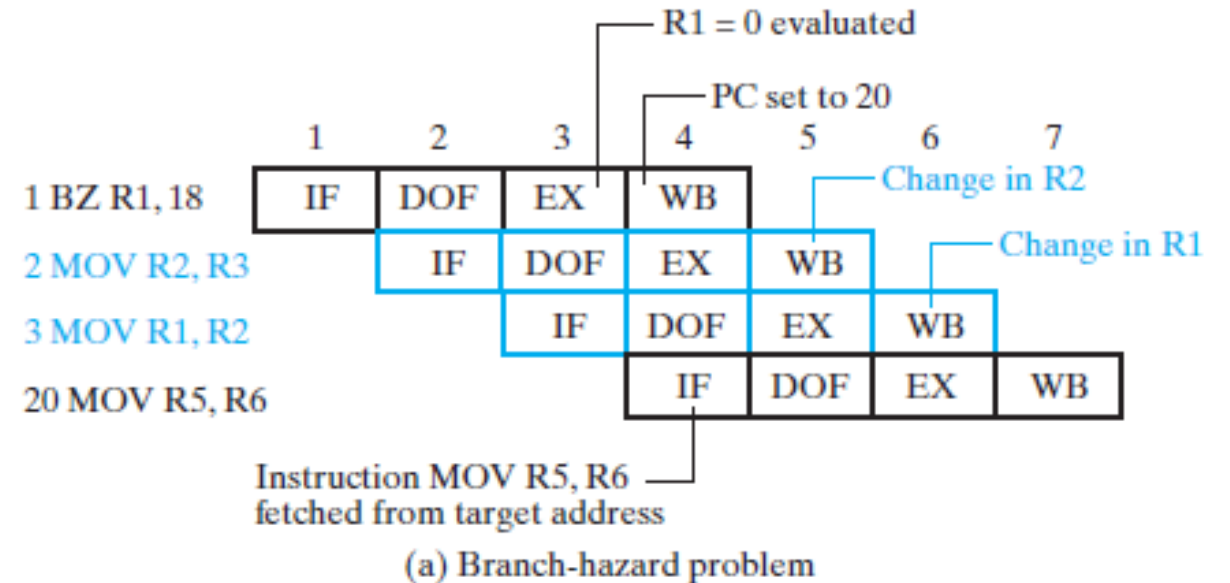 R1 = 0 evaluated
PC set to 20
1 2 3 4 5 6 7
Change in R2
1 BZ R1, 18 IF DOF EX WB
Change in R1
2 MOV R2, R3 IF DOF EX WB
3 MOV R1, R2 IF DOF EX WB
20 MOV R5, R6 IF DOF EX WB
Instruction MOV R5, R6
fetched from target address
(a) Branch-hazard problem